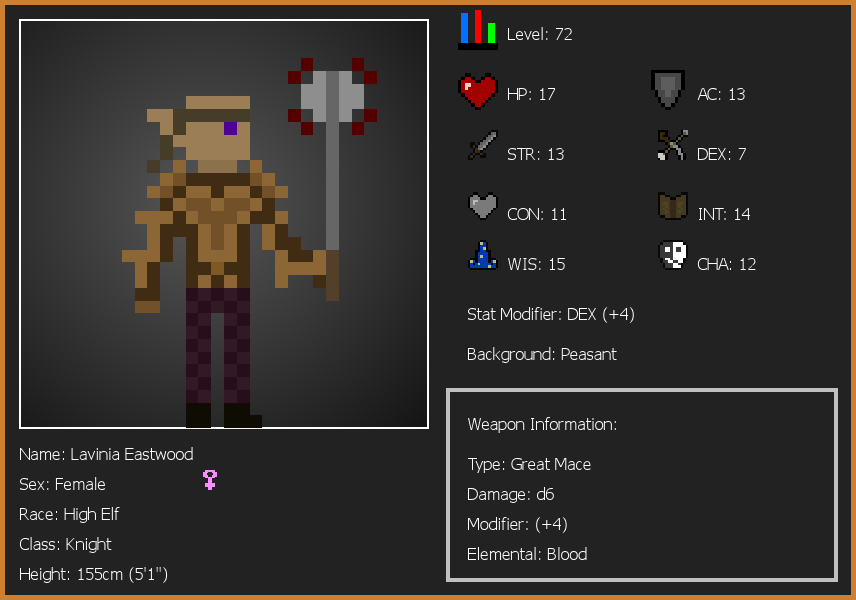 Level: 72
HP: 17
AC: 13
STR: 13
DEX: 7
CON: 11
INT: 14
WIS: 15
CHA: 12
Stat Modifier: DEX (+4)
Background: Peasant
Weapon Information:
Type: Great Mace
Damage: d6
Modifier: (+4)
Elemental: Blood
Name: Lavinia Eastwood
Sex: Female
Race: High Elf
Class: Knight
Height: 155cm (5'1")